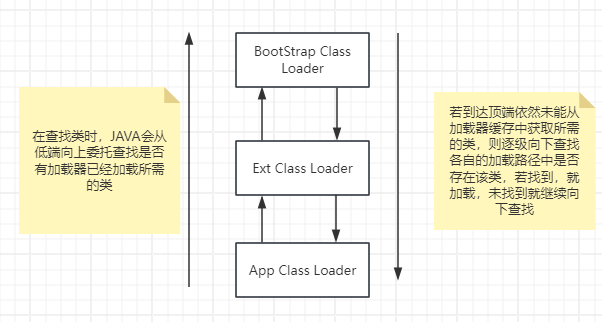 BootStrap Class
Loader
在查找类时，JAVA会从
低端向上委托查找是否
有加载器已经加载所需
的类
Ext Class Loader
App Class Loader
若到达顶端依然未能从
加载器缓存中获取所需
的类，则逐级向下查找
各自的加载路径中是否
存在该类，若找到，就
加载，未找到就继续向
下查找